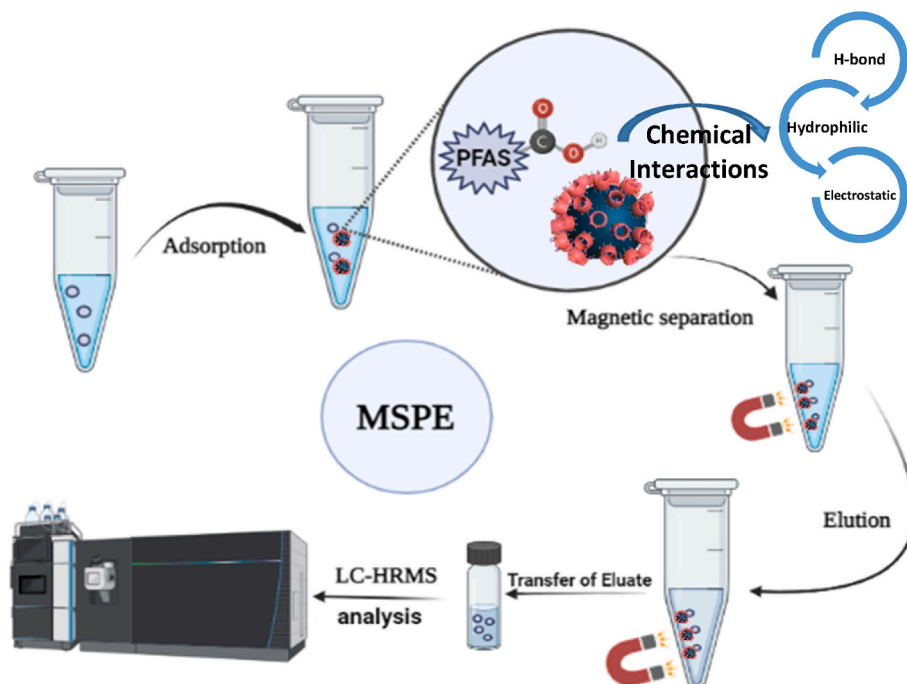 H-bond
Hydrophilic
Electrostatic
O
C
O
H
PFAS
Chemical
Interactions
Adsorption
Magnetic separation
MSPE
Elution
Transfer of Eluate
LC-HRMS
analysis